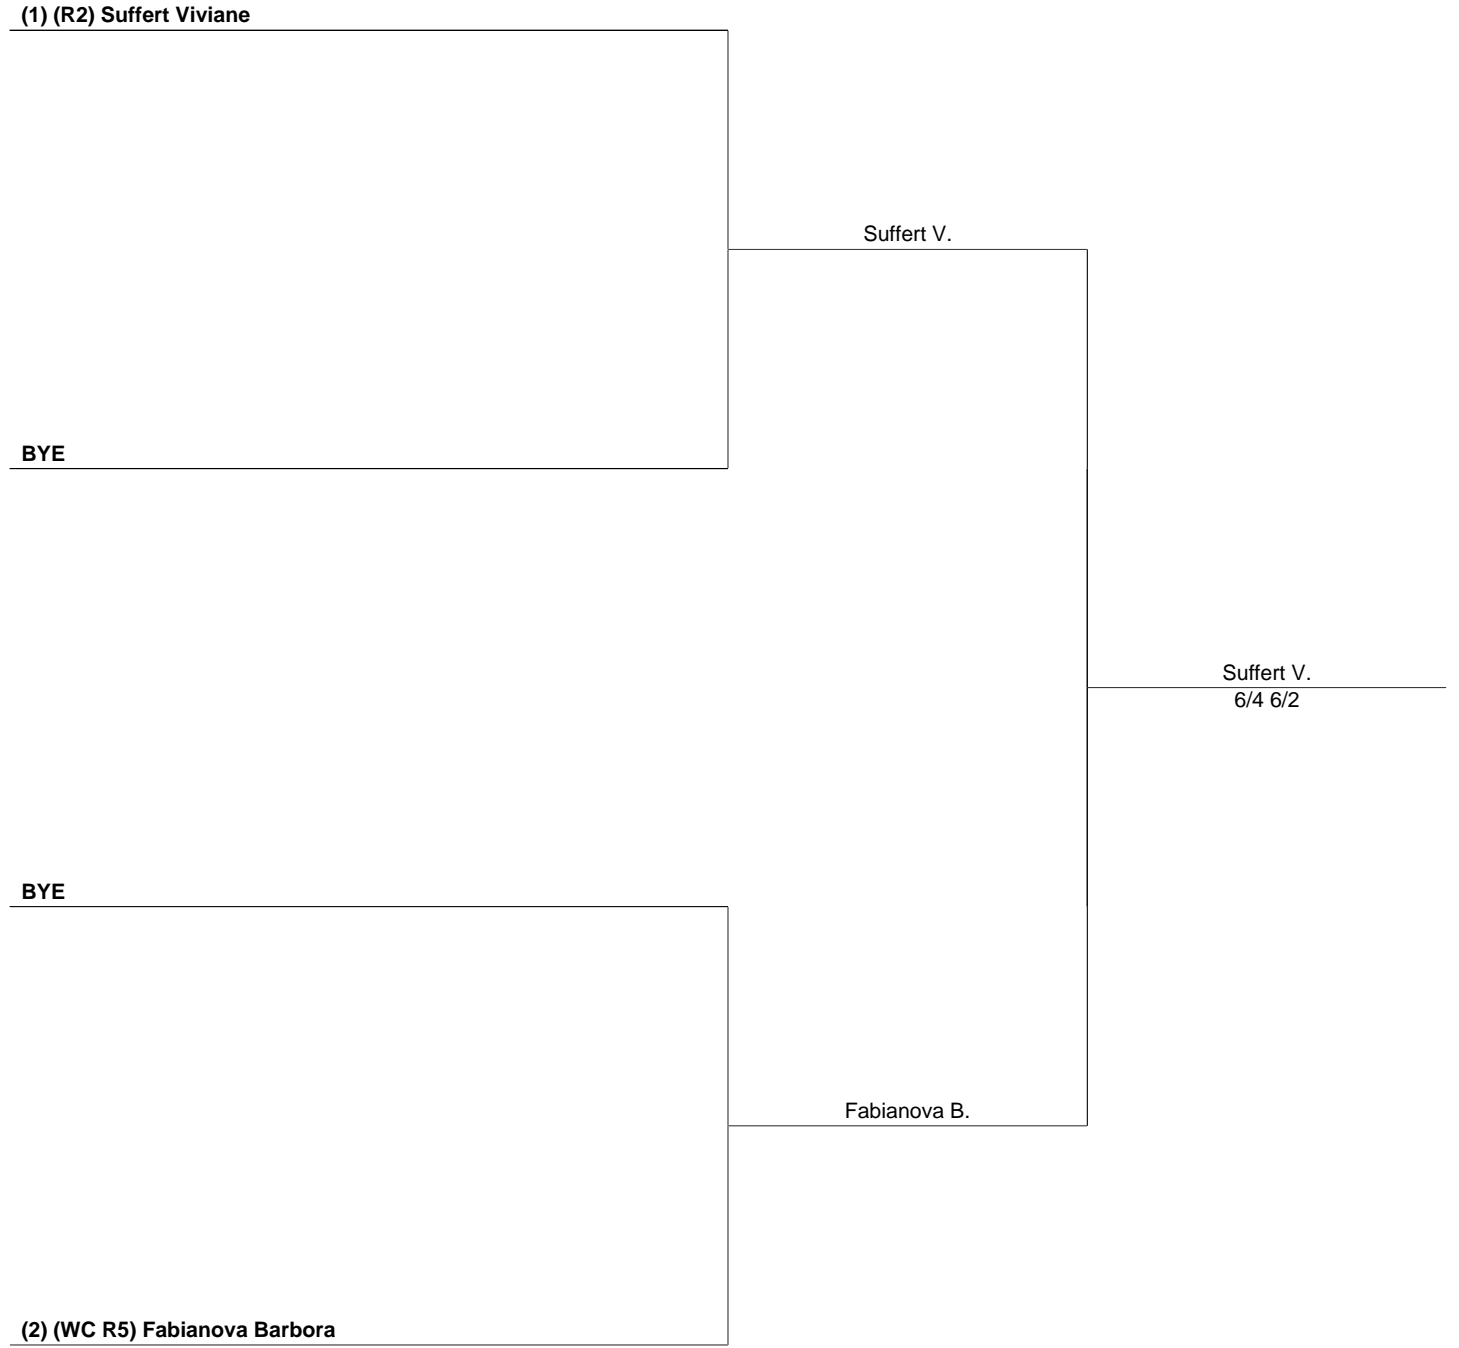 (1) (R2) Suffert Viviane
Suffert V.
BYE
Suffert V.
6/4 6/2
BYE
Fabianova B.
(2) (WC R5) Fabianova Barbora